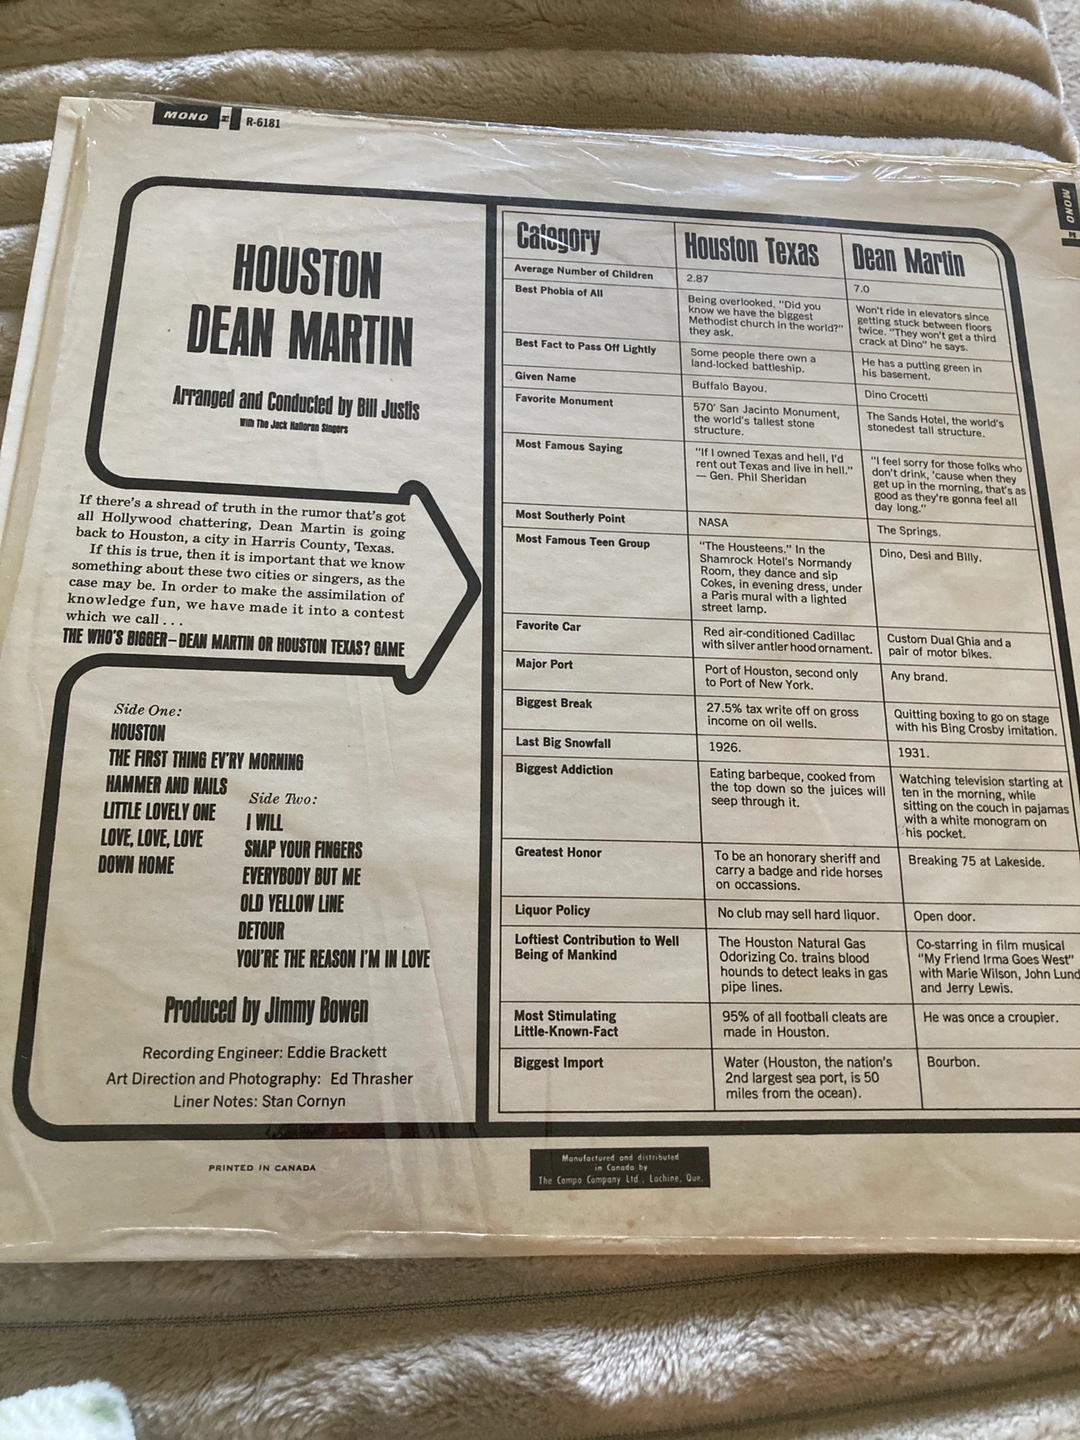 MONO R-6181
MONO
HOUSTON
DEAN MARTIN
Arranged and Conducted by Bill Justis
With The Jack Halloran Singers
If there's a shred of truth in the rumor that's got
all Hollywood chattering, Dean Martin is going
back to Houston, a city in Harris County, Texas.
If this is true, then it is important that we know
something about these two cities or singers, as the
case may be. In order to make the assimilation of
knowledge fun, we have made it into a contest
which we call . . .
THE WHO'S BIGGER—DEAN MARTIN OR HOUSTON TEXAS? GAME
Side One:
HOUSTON
THE FIRST THING EV'RY MORNING
HAMMER AND NAILS
LITTLE LOVELY ONE
LOVE, LOVE, LOVE
DOWN HOME
Side Two:
I WILL
SNAP YOUR FINGERS
EVERYBODY BUT ME
OLD YELLOW LINE
DETOUR
YOU'RE THE REASON I'M IN LOVE
Produced by Jimmy Bowen
Recording Engineer: Eddie Brackett
Art Direction and Photography: Ed Thrasher
Liner Notes: Stan Cornyn
Category
Houston Texas
Dean Martin
Average Number of Children
2.87
7.0
Best Phobia of All
Being overlooked. "Did you
know we have the biggest
Methodist church in the world?"
they ask.
Won't ride in elevators since
getting stuck between floors
twice. "They won't get a third
crack at Dino" he says.
Best Fact to Pass Off Lightly
Some people there own a
land-locked battleship.
He has a putting green in
his basement.
Given Name
Buffalo Bayou.
Dino Crocetti
Favorite Monument
570' San Jacinto Monument,
the world's tallest stone
structure.
The Sands Hotel, the world's
stonedest tall structure.
Most Famous Saying
"If I owned Texas and hell, I'd
rent out Texas and live in hell."
— Gen. Phil Sheridan
"I feel sorry for those folks who
don't drink, 'cause when they
get up in the morning, that's as
good as they're gonna feel all
day long."
Most Southerly Point
NASA
The Springs.
Most Famous Teen Group
"The Housteens." In the
Shamrock Hotel's Normandy
Room, they dance and sip
Cokes, in evening dress, under
a Paris mural with a lighted
street lamp.
Dino, Desi and Billy.
Favorite Car
Red air-conditioned Cadillac
with silver antler hood ornament.
Custom Dual Ghia and a
pair of motor bikes.
Major Port
Port of Houston, second only
to Port of New York.
Any brand.
Biggest Break
27.5% tax write off on gross
income on oil wells.
Quitting boxing to go on stage
with his Bing Crosby imitation.
Last Big Snowfall
1926.
1931.
Biggest Addiction
Eating barbeque, cooked from
the top down so the juices will
seep through it.
Watching television starting at
ten in the morning, while
sitting on the couch in pajamas
with a white monogram on
his pocket.
Greatest Honor
To be an honorary sheriff and
carry a badge and ride horses
on occassions.
Breaking 75 at Lakeside.
Liquor Policy
No club may sell hard liquor.
Open door.
Loftiest Contribution to Well
Being of Mankind
The Houston Natural Gas
Odorizing Co. trains blood
hounds to detect leaks in gas
pipe lines.
Co-starring in film musical
"My Friend Irma Goes West"
with Marie Wilson, John Lund
and Jerry Lewis.
Most Stimulating
Little-Known-Fact
95% of all football cleats are
made in Houston.
He was once a croupier.
Biggest Import
Water (Houston, the nation's
2nd largest sea port, is 50
miles from the ocean).
Bourbon.
PRINTED IN CANADA
Manufactured and distributed
in Canada by
The Compo Company Ltd., Lachine, Que.